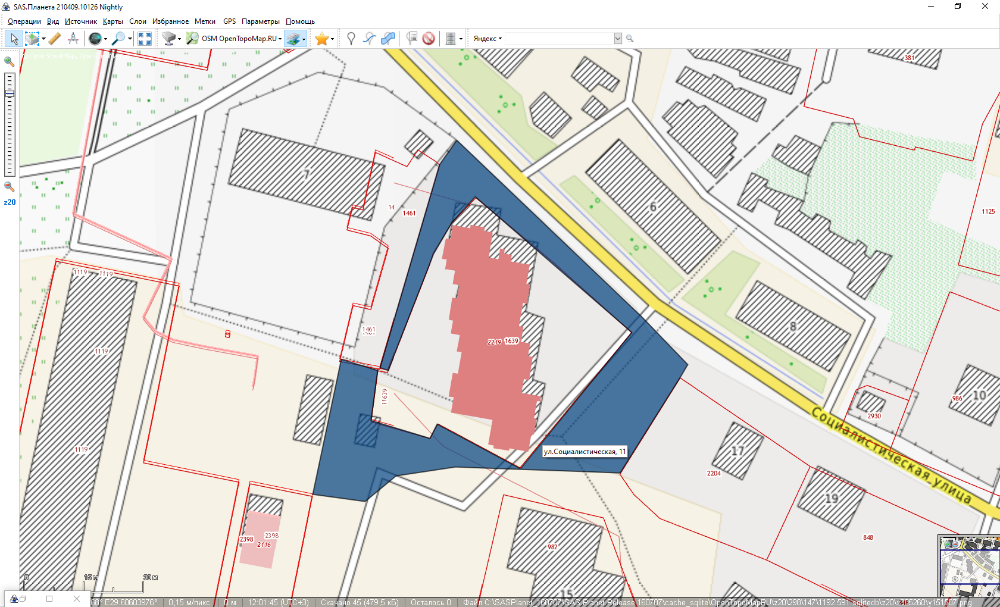 SAS.Планета 210409.10126 Nightly
Операции Вид Источник Карты Слои Избранное Метки GPS Параметры Помощь
OSM OpenTopoMap.RU
Яндекс
z20
381
7
14
1461
6
1125
1119 1119
8
1461
2219 1639
1119
11639
986
10
2930
Социалистическая улица
ул.Социалистическая, 11
1119
17
2204
19
2398
2398
2116
982
848
15
0 15 м 30 м
68° E29.60603976° 0,15 м/пикс. 0 м 12:01:45 (UTC+3) Скачано 45 (479,5 кБ) Осталось 0 Файл C:\SASPlanet_160707\SAS.Planet.Release.160707\cache_sqlite\OpenTopoMapRU\z20\298\147\1192.591.sqlitedb\z20\x305260\y151507.png